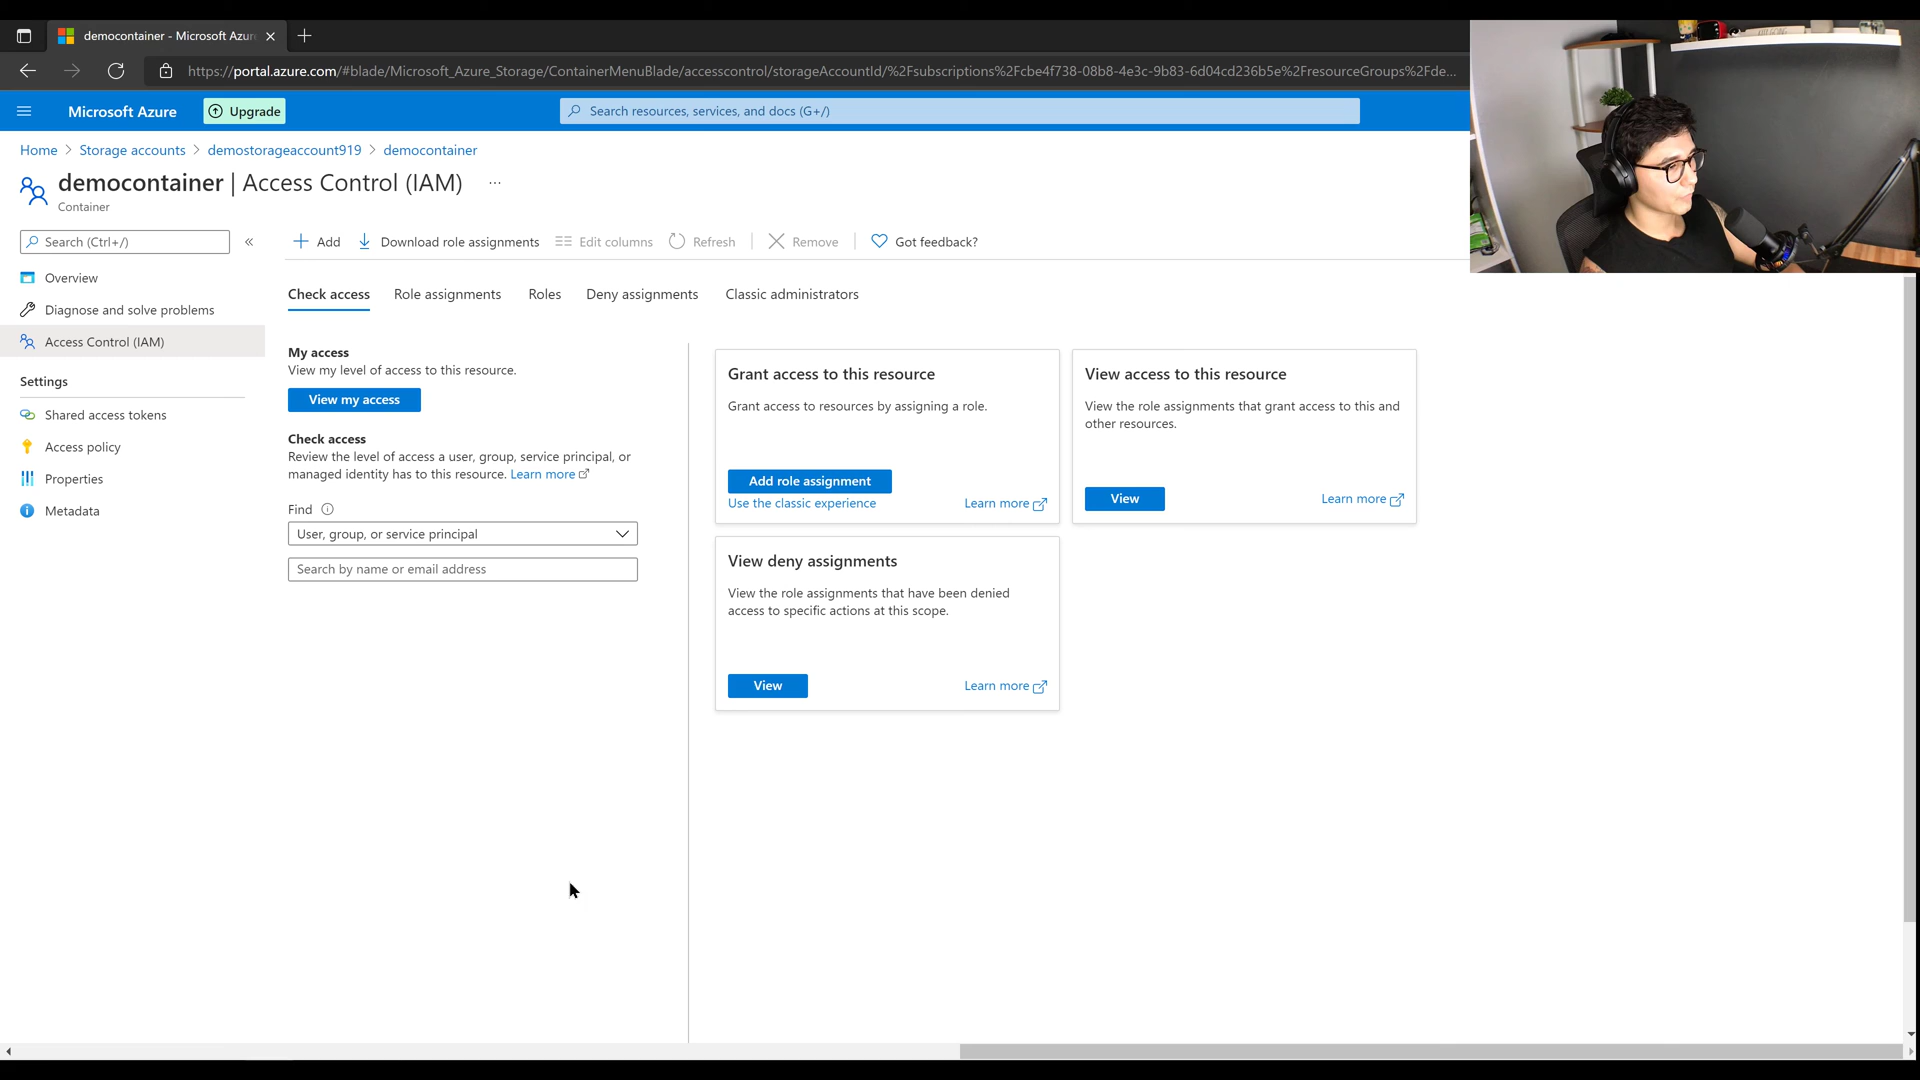 democontainer - Microsoft Azur
https://portal.azure.com/#blade/Microsoft_Azure_Storage/ContainerMenuBlade/accesscontrol/storageAccountId/%2Fsubscriptions%2Fcbe4f738-08b8-4e3c-9b83-6d04cd236b5e%2FresourceGroups%2Fde...
Microsoft Azure
Upgrade
Search resources, services, and docs (G+/)
Home > Storage accounts > demostorageaccount919 > democontainer
democontainer | Access Control (IAM) ...
Container
Search (Ctrl+/)
«
Add
Download role assignments
Edit columns
Refresh
Remove
Got feedback?
Overview
Diagnose and solve problems
Access Control (IAM)
Settings
Shared access tokens
Access policy
Properties
Metadata
Check access
Role assignments
Roles
Deny assignments
Classic administrators
My access
View my level of access to this resource.
View my access
Check access
Review the level of access a user, group, service principal, or
managed identity has to this resource. Learn more
Find
User, group, or service principal
Search by name or email address
Grant access to this resource
Grant access to resources by assigning a role.
Add role assignment
Use the classic experience
Learn more
View access to this resource
View the role assignments that grant access to this and
other resources.
View
Learn more
View deny assignments
View the role assignments that have been denied
access to specific actions at this scope.
View
Learn more